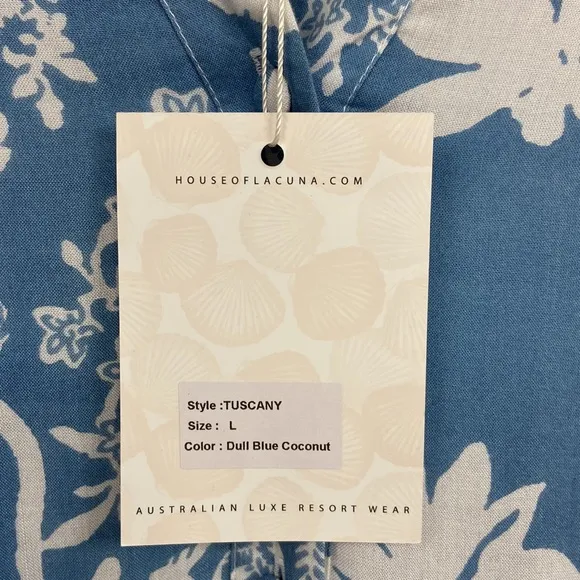 HOUSEOFLACUNA.COM
Style :TUSCANY
Size : L
Color : Dull Blue Coconut
AUSTRALIAN LUXE RESORT WEAR